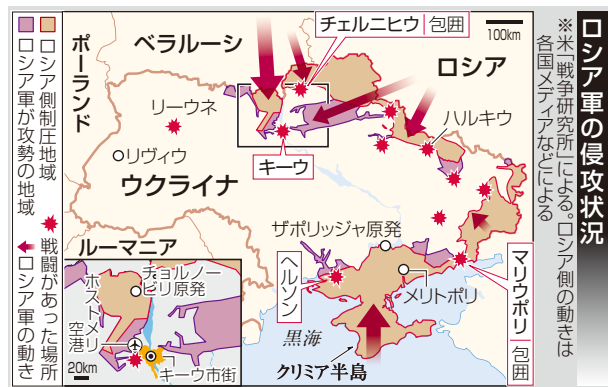 ロシア軍の侵攻状況
※米「戦争研究所」による。ロシア側の動きは
各国メディアなどによる
100km
チェルニヒウ 包囲
ベラルーシ
ロシア
ポーランド
リーウネ
ハルキウ
リヴィウ
キーウ
ウクライナ
ザポリッジャ原発
ルーマニア
ヘルソン
マリウポリ 包囲
メリトポリ
黒海
クリミア半島
チョルノー
ビリ原発
ホストメリ
空港
キーウ市街
20km
戦闘があった場所
ロシア軍の動き
ロシア側制圧地域
ロシア軍が攻勢の地域